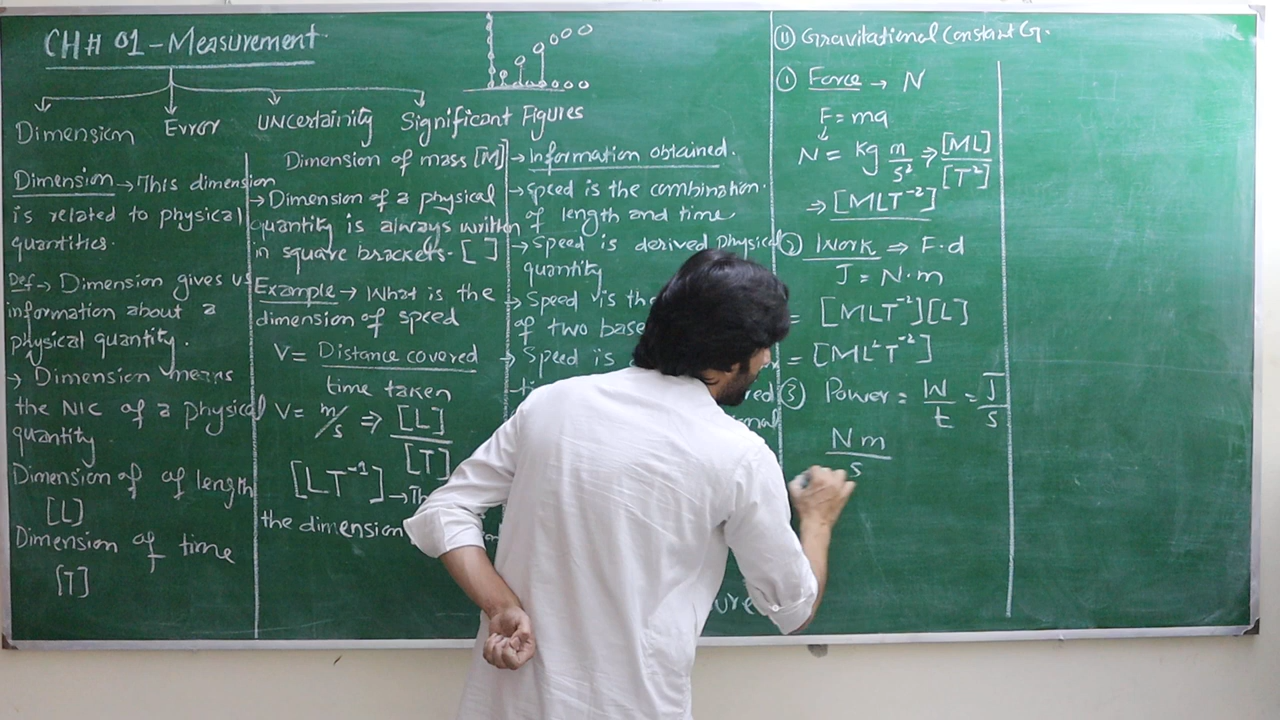 CH# 01 - Measurement
Dimension Error UNCertainity Significant Figures
Dimension → This dimension
is related to physical
quantities.
Def → Dimension gives us
information about a
physical quantity.
→ Dimension means
the NIC of a physical
quantity
Dimension of of length
[L]
Dimension of time
[T]
Dimension of mass [M]
→ Dimension of a physical
quantity is always written
in square brackets. [ ]
Example → What is the
dimension of speed
V = Distance covered
time taken
V = m/s ⇒ [L]
[T]
[LT⁻¹] →
the dimension
→ Information obtained.
→ Speed is the combination
of length and time,
→ Speed is derived Physical
quantity
→ Speed is the
of two base
→ Speed is
(ii) Gravitational Constant G.
① Force → N
F = ma
N = kg m/s² ⇒ [ML]
[T²]
⇒ [MLT⁻²]
② Work ⇒ F.d
J = N.m
= [MLT⁻²][L]
= [ML²T⁻²]
③ Power = W/t = J/s
Nm
s